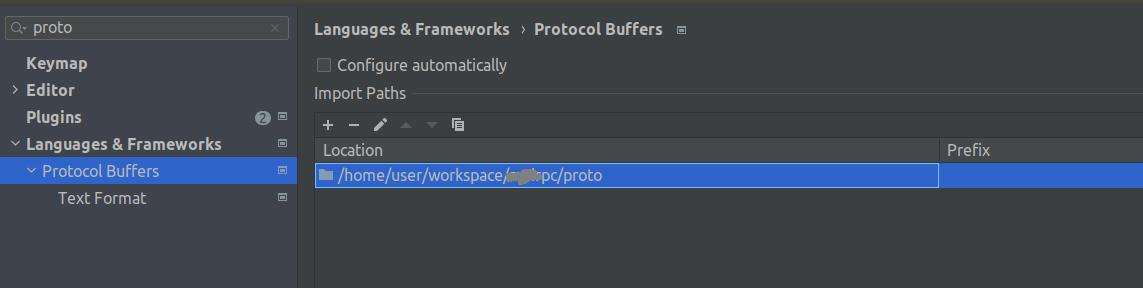 proto
Keymap
Editor
Plugins 2
Languages & Frameworks
Protocol Buffers
Text Format
Languages & Frameworks › Protocol Buffers
Configure automatically
Import Paths
Location Prefix
/home/user/workspace/ pc/proto